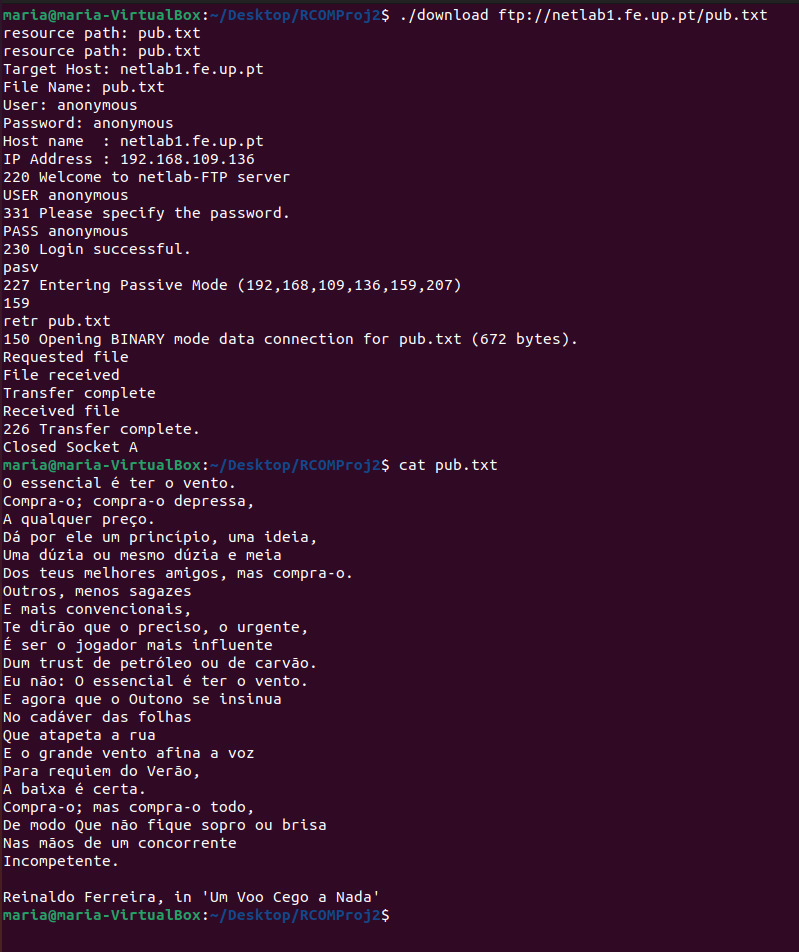 maria@maria-VirtualBox:~/Desktop/RCOMProj2$ ./download ftp://netlab1.fe.up.pt/pub.txt
resource path: pub.txt
resource path: pub.txt
Target Host: netlab1.fe.up.pt
File Name: pub.txt
User: anonymous
Password: anonymous
Host name  : netlab1.fe.up.pt
IP Address : 192.168.109.136
220 Welcome to netlab-FTP server
USER anonymous
331 Please specify the password.
PASS anonymous
230 Login successful.
pasv
227 Entering Passive Mode (192,168,109,136,159,207)
159
retr pub.txt
150 Opening BINARY mode data connection for pub.txt (672 bytes).
Requested file
File received
Transfer complete
Received file
226 Transfer complete.
Closed Socket A
maria@maria-VirtualBox:~/Desktop/RCOMProj2$ cat pub.txt
O essencial é ter o vento.
Compra-o; compra-o depressa,
A qualquer preço.
Dá por ele um princípio, uma ideia,
Uma dúzia ou mesmo dúzia e meia
Dos teus melhores amigos, mas compra-o.
Outros, menos sagazes
E mais convencionais,
Te dirão que o preciso, o urgente,
É ser o jogador mais influente
Dum trust de petróleo ou de carvão.
Eu não: O essencial é ter o vento.
E agora que o Outono se insinua
No cadáver das folhas
Que atapeta a rua
E o grande vento afina a voz
Para requiem do Verão,
A baixa é certa.
Compra-o; mas compra-o todo,
De modo Que não fique sopro ou brisa
Nas mãos de um concorrente
Incompetente.

Reinaldo Ferreira, in 'Um Voo Cego a Nada'
maria@maria-VirtualBox:~/Desktop/RCOMProj2$